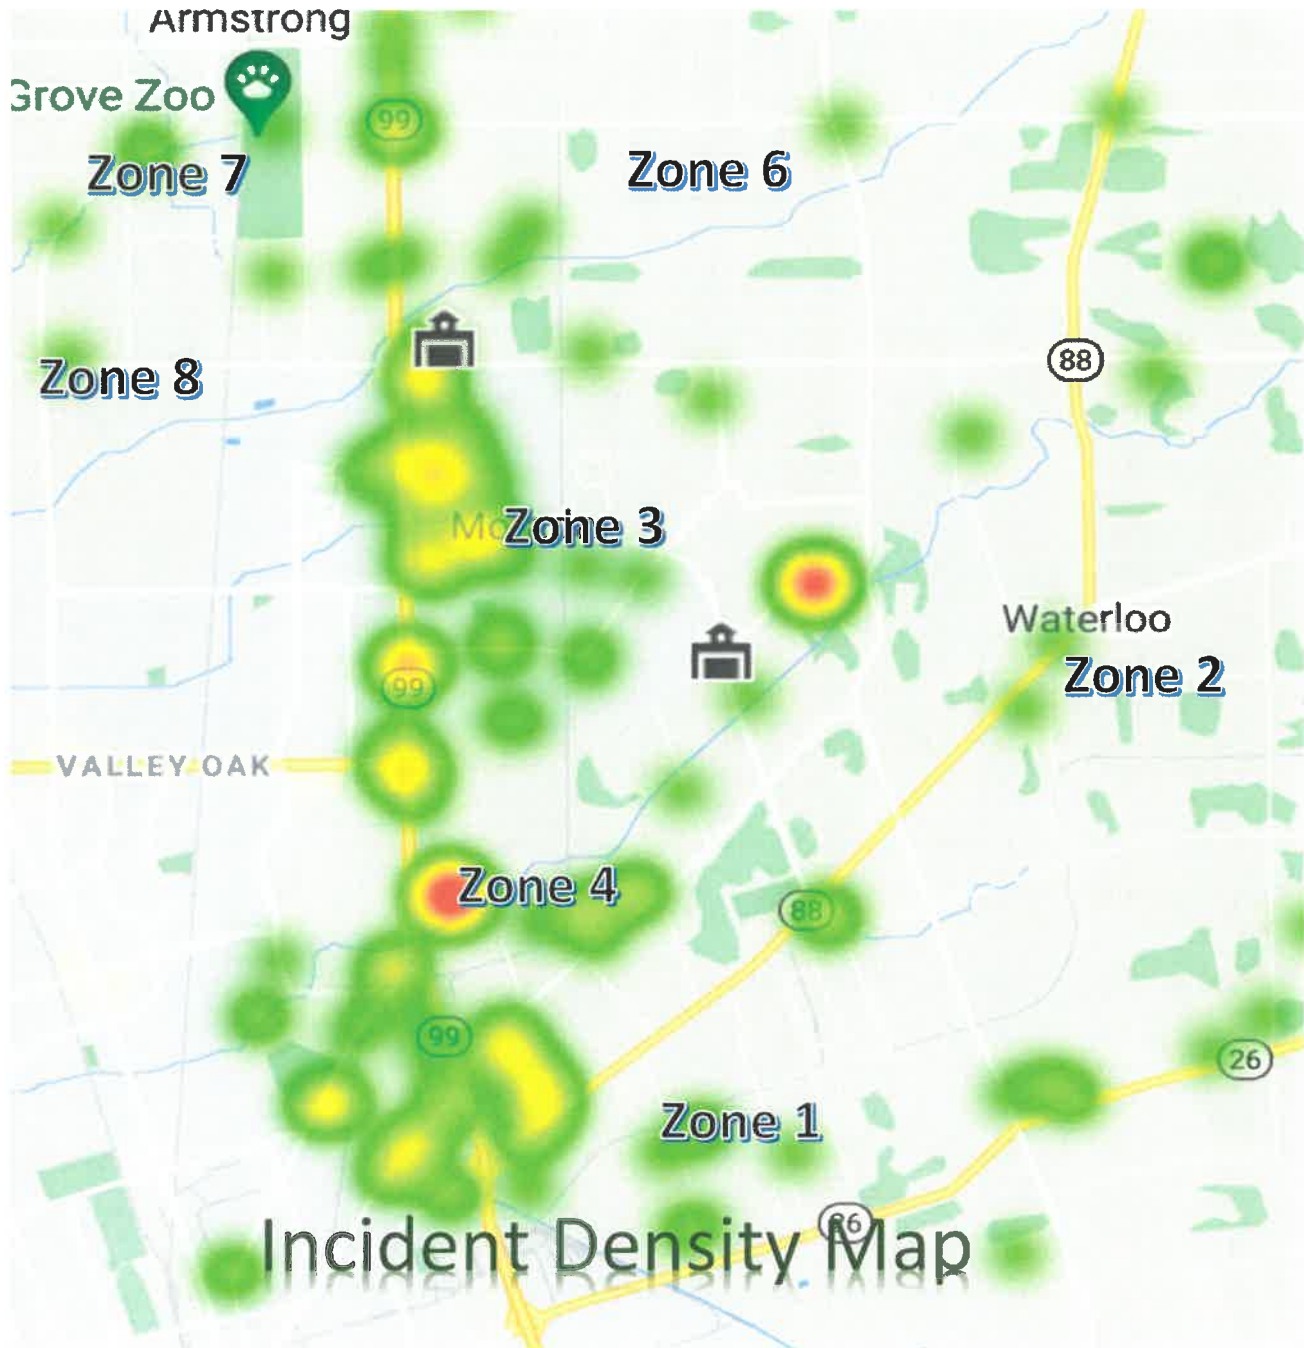 Armstrong
99
Grove Zoo
Zone 7
Zone 6
88
Zone 8
Zone 3
Waterloo
Zone 2
99
VALLEY OAK
Zone 4
88
99
26
Zone 1
26
Incident Density Map